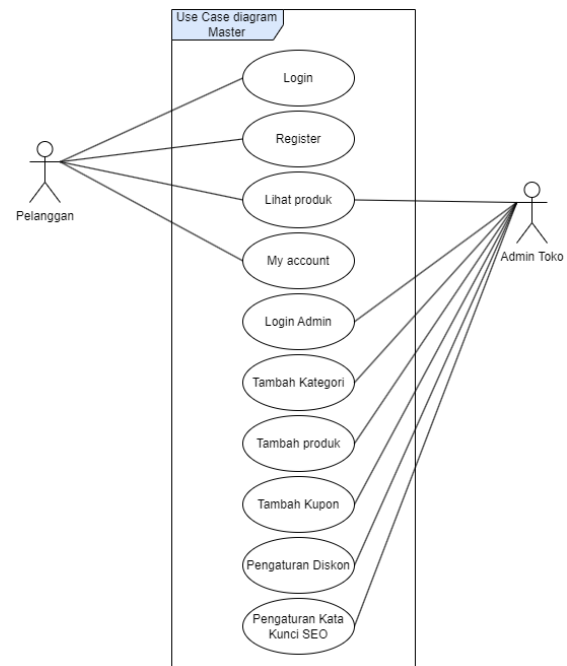 Use Case diagram
Master
Login
Register
Pelanggan
Lihat produk
Admin Toko
My account
Login Admin
Tambah Kategori
Tambah produk
Tambah Kupon
Pengaturan Diskon
Pengaturan Kata
Kunci SEO